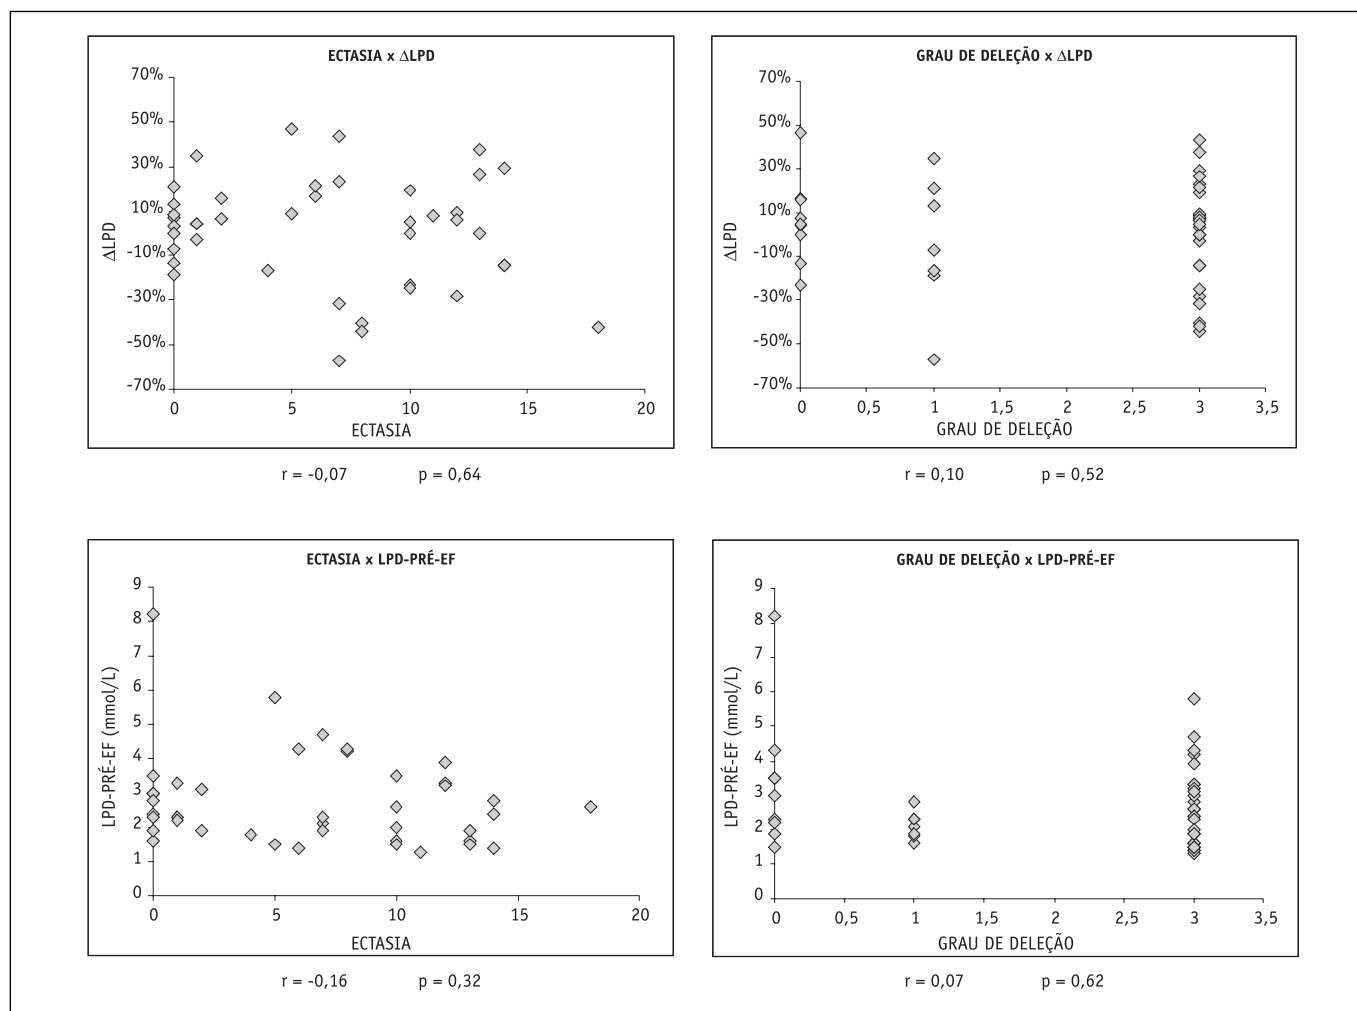 ECTASIA x ΔLPD
70%
50%
30%
10%
-10%
-30%
-50%
-70%
ΔLPD
0 5 10 15 20
ECTASIA
r = -0,07 p = 0,64
GRAU DE DELEÇÃO x ΔLPD
70%
50%
30%
10%
-10%
-30%
-50%
-70%
ΔLPD
0 0,5 1 1,5 2 2,5 3 3,5
GRAU DE DELEÇÃO
r = 0,10 p = 0,52
ECTASIA x LPD-PRÉ-EF
9
8
7
6
5
4
3
2
1
0
LPD-PRÉ-EF (mmol/L)
0 5 10 15 20
ECTASIA
r = -0,16 p = 0,32
GRAU DE DELEÇÃO x LPD-PRÉ-EF
9
8
7
6
5
4
3
2
1
0
LPD-PRÉ-EF (mmol/L)
0 0,5 1 1,5 2 2,5 3 3,5
GRAU DE DELEÇÃO
r = 0,07 p = 0,62